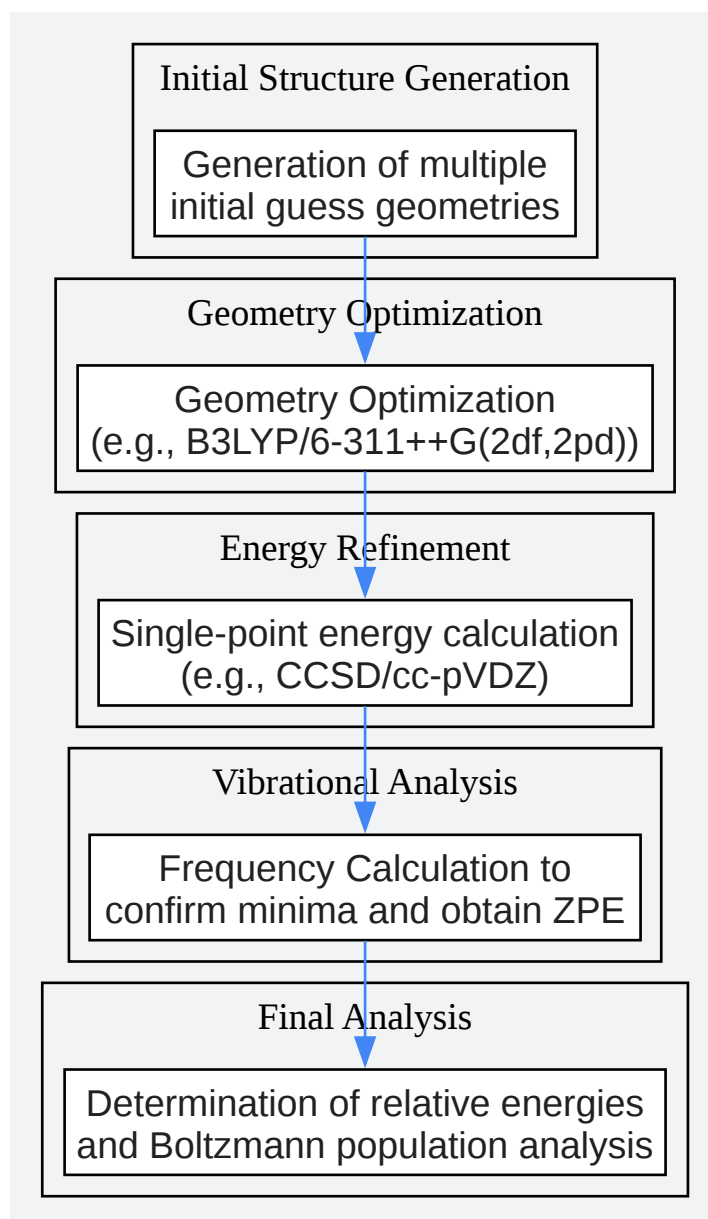 Initial Structure Generation
Generation of multiple
initial guess geometries
Geometry Optimization
Geometry Optimization
(e.g., B3LYP/6-311++G(2df,2pd))
Energy Refinement
Single-point energy calculation
(e.g., CCSD/cc-pVDZ)
Vibrational Analysis
Frequency Calculation to
confirm minima and obtain ZPE
Final Analysis
Determination of relative energies
and Boltzmann population analysis